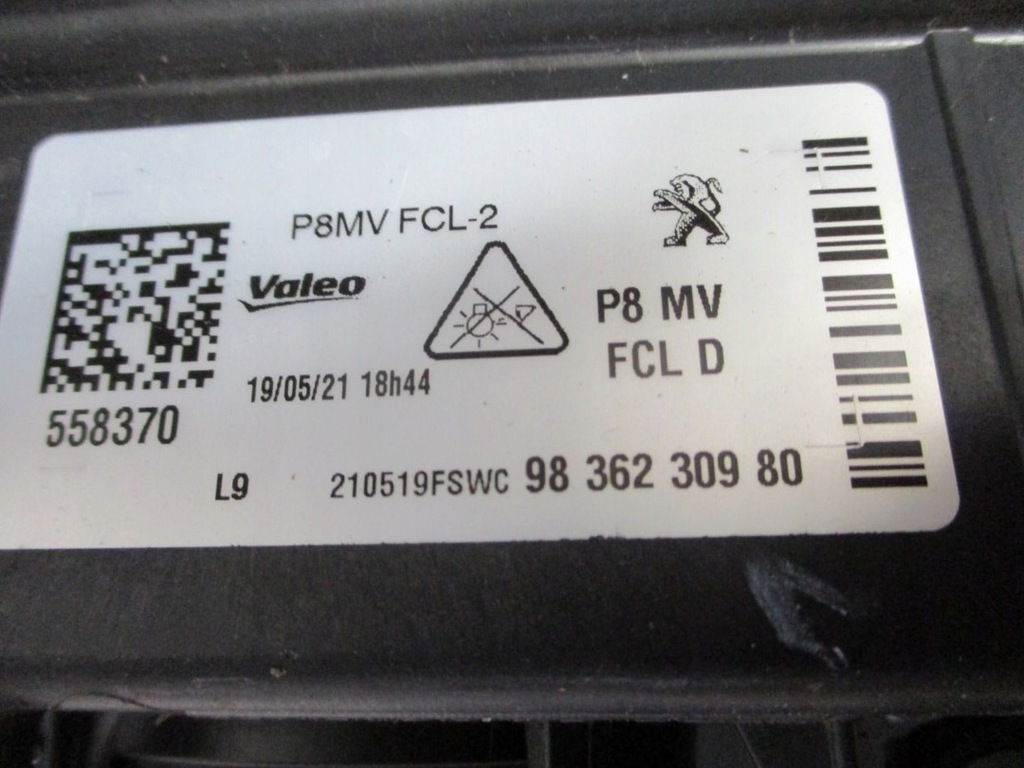 P8MV FCL-2
Valeo
P8 MV
FCL D
19/05/21 18h44
558370
L9 210519FSWC 98 362 309 80